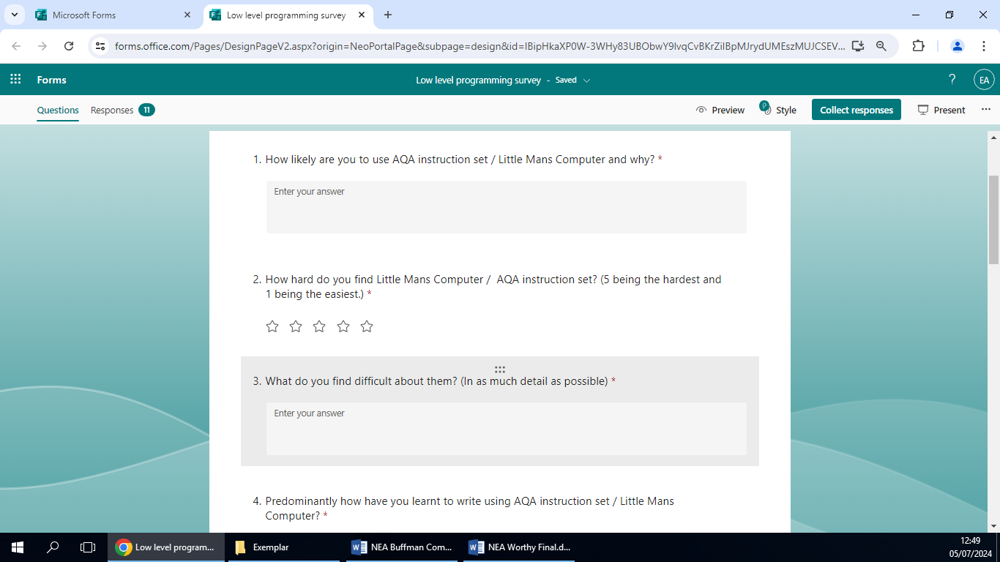 Microsoft Forms
Low level programming survey
forms.office.com/Pages/DesignPageV2.aspx?origin=NeoPortalPage&subpage=design&id=IBipHkaXP0W-3WHy83UBObwY9lvqCvBKrZilBpMJrydUMEszMUJCSEV...
Forms
Low level programming survey - Saved
?
EA
Questions
Responses 11
Preview
Style
Collect responses
Present
1. How likely are you to use AQA instruction set / Little Mans Computer and why? *
Enter your answer
2. How hard do you find Little Mans Computer / AQA instruction set? (5 being the hardest and
1 being the easiest.) *
3. What do you find difficult about them? (In as much detail as possible) *
Enter your answer
4. Predominantly how have you learnt to write using AQA instruction set / Little Mans
Computer? *
Low level program...
Exemplar
NEA Buffman Com...
NEA Worthy Final.d...
12:49
05/07/2024